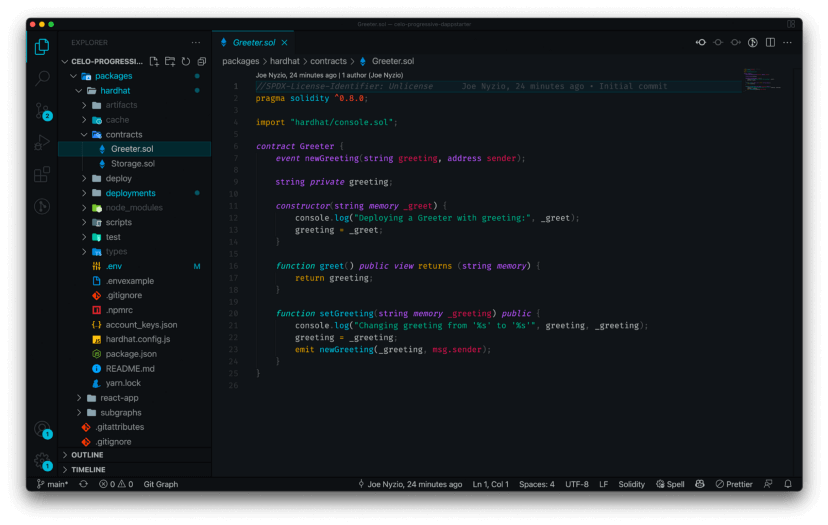 Greeter.sol — celo-progressive-dappstarter
EXPLORER
CELO-PROGRESSI...
packages
hardhat
artifacts
cache
contracts
Greeter.sol
Storage.sol
deploy
deployments
node_modules
scripts
test
types
.env M
.envexample
.gitignore
.npmrc
account_keys.json
hardhat.config.js
package.json
README.md
yarn.lock
react-app
subgraphs
.gitattributes
.gitignore
OUTLINE
TIMELINE
2
1
1
Greeter.sol
packages > hardhat > contracts > Greeter.sol
Joe Nyzio, 24 minutes ago | 1 author (Joe Nyzio)
1 //SPDX-License-Identifier: Unlicense Joe Nyzio, 24 minutes ago • Initial commit
2 pragma solidity ^0.8.0;
3
4 import "hardhat/console.sol";
5
6 contract Greeter {
7 event newGreeting(string greeting, address sender);
8
9 string private greeting;
10
11 constructor(string memory _greet) {
12 console.log("Deploying a Greeter with greeting:", _greet);
13 greeting = _greet;
14 }
15
16 function greet() public view returns (string memory) {
17 return greeting;
18 }
19
20 function setGreeting(string memory _greeting) public {
21 console.log("Changing greeting from '%s' to '%s'", greeting, _greeting);
22 greeting = _greeting;
23 emit newGreeting(_greeting, msg.sender);
24 }
25 }
26
main* 0 0 Git Graph Joe Nyzio, 24 minutes ago Ln 1, Col 1 Spaces: 4 UTF-8 LF Solidity Spell Prettier